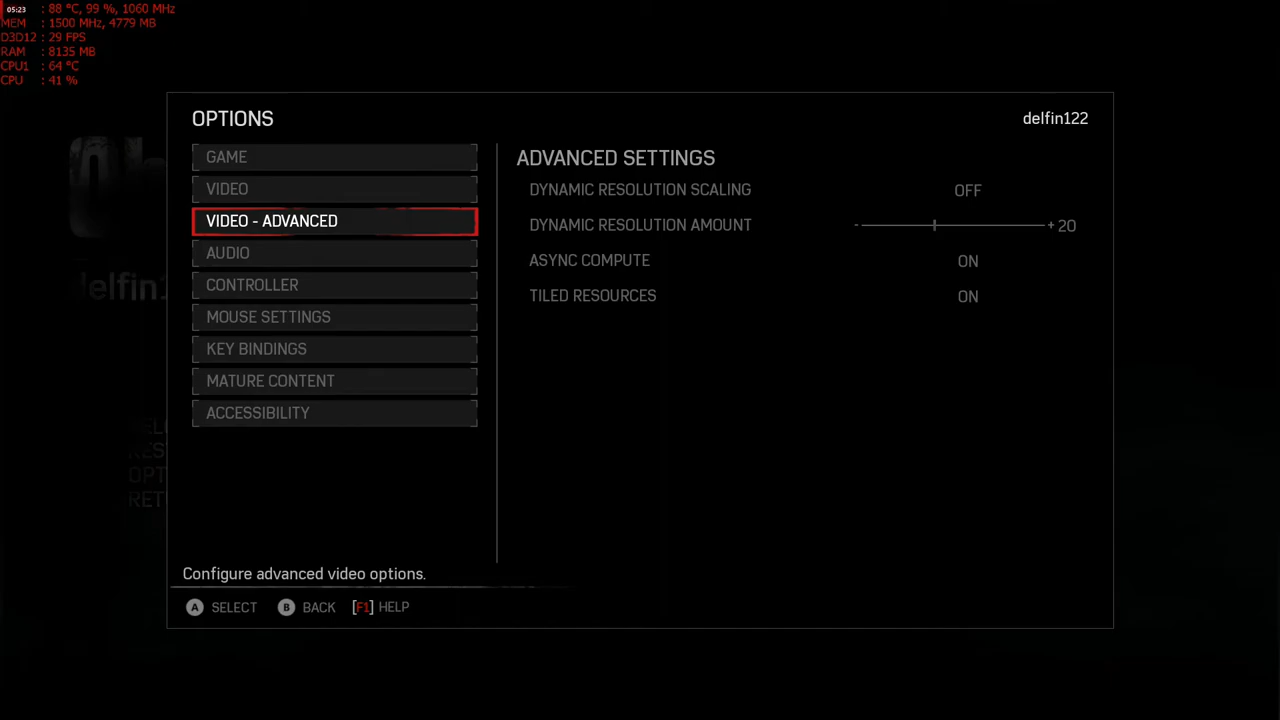 05:23 : 88 °C, 99 %, 1060 MHz
MEM : 1500 MHz, 4779 MB
D3D12 : 29 FPS
RAM : 8135 MB
CPU1 : 64 °C
CPU : 41 %
OPTIONS
delfin122
GAME
VIDEO
VIDEO - ADVANCED
AUDIO
CONTROLLER
MOUSE SETTINGS
KEY BINDINGS
MATURE CONTENT
ACCESSIBILITY
ADVANCED SETTINGS
DYNAMIC RESOLUTION SCALING OFF
DYNAMIC RESOLUTION AMOUNT - + 20
ASYNC COMPUTE ON
TILED RESOURCES ON
Configure advanced video options.
A SELECT B BACK [F1] HELP